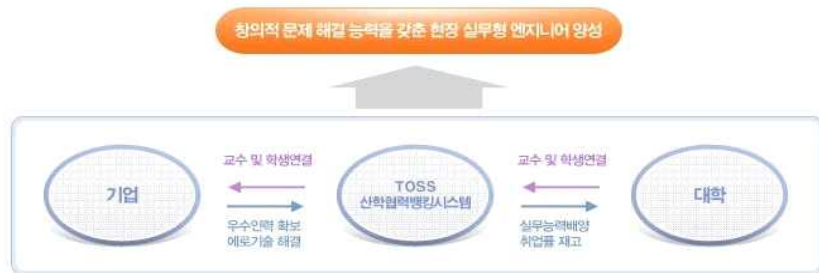 창의적 문제 해결 능력을 갖춘 현장 실무형 엔지니어 양성
교수 및 학생연결
교수 및 학생연결
기업
TOSS
산학협력뱅킹시스템
대학
우수인력 확보
에로기술 해결
실무능력배양
취업률 재고